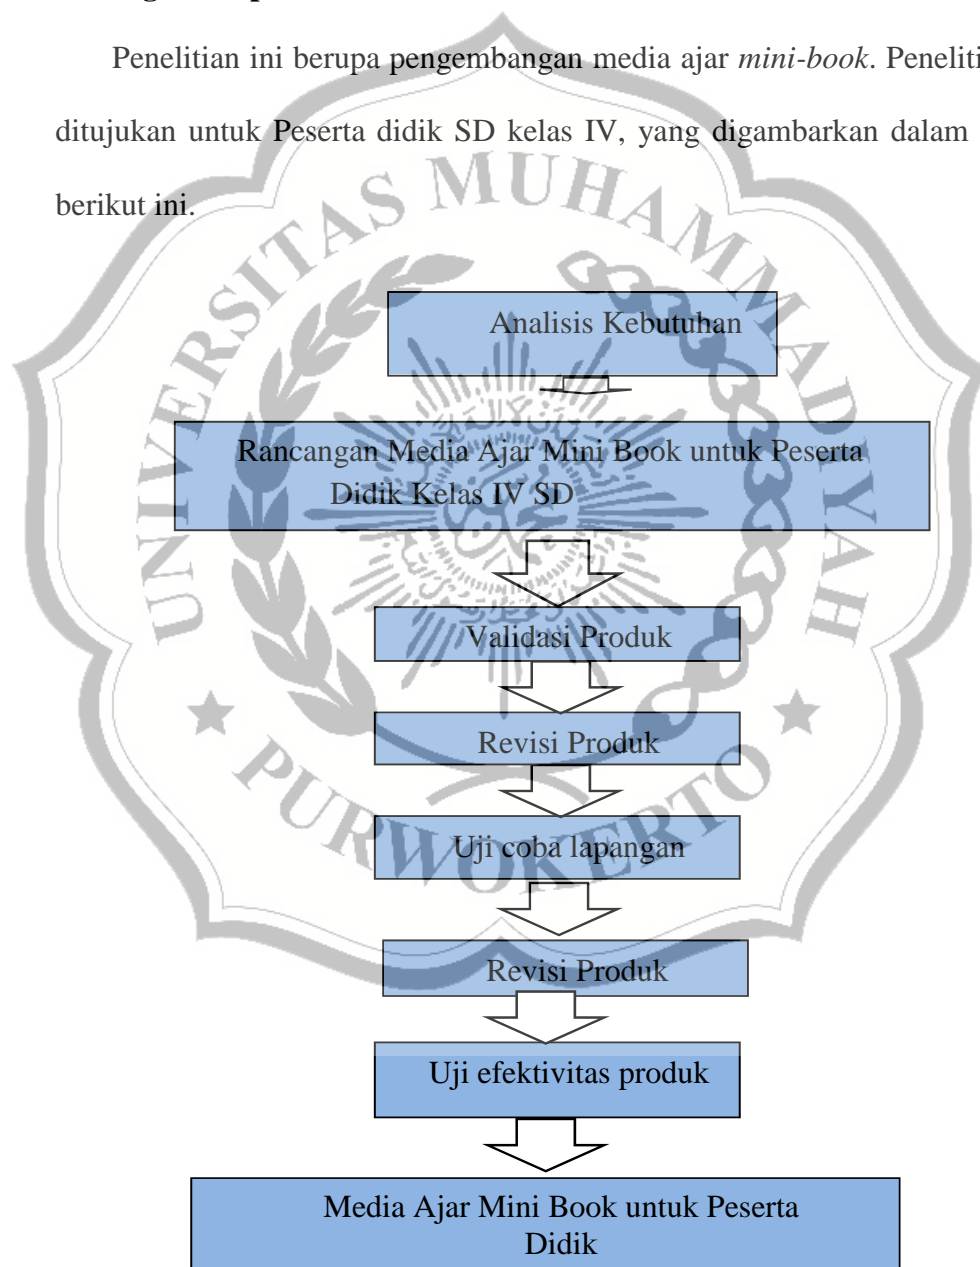 Penelitian ini berupa pengembangan media ajar mini-book. Peneliti
ditujukan untuk Peserta didik SD kelas IV, yang digambarkan dalam
berikut ini.
UNIVERSITAS MUHAMMADIYAH
Analisis Kebutuhan
Rancangan Media Ajar Mini Book untuk Peserta
Didik Kelas IV SD
Validasi Produk
Revisi Produk
Uji coba lapangan
Revisi Produk
PURWOKERTO
Uji efektivitas produk
Media Ajar Mini Book untuk Peserta
Didik